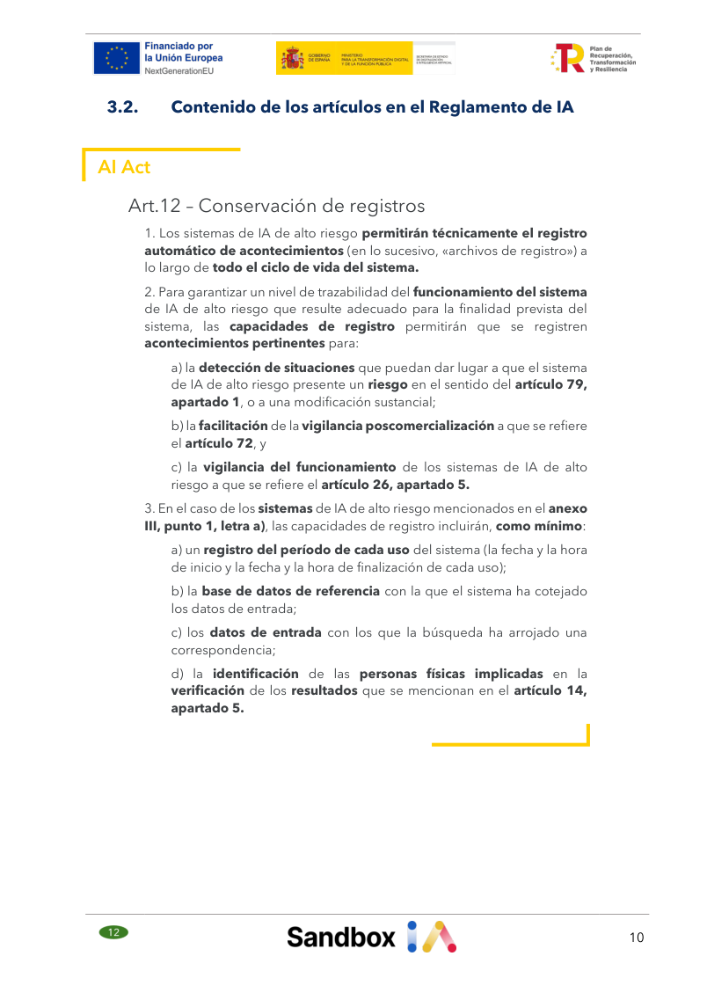 Financiado por
la Unión Europea
NextGenerationEU
GOBIERNO
DE ESPAÑA
MINISTERIO
PARA LA TRANSFORMACIÓN DIGITAL
Y DE LA FUNCIÓN PÚBLICA
SECRETARÍA DE ESTADO
DE DIGITALIZACIÓN
E INTELIGENCIA ARTIFICIAL
Plan de
Recuperación,
Transformación
y Resiliencia
3.2. Contenido de los artículos en el Reglamento de IA
AI Act
Art.12 – Conservación de registros
1. Los sistemas de IA de alto riesgo permitirán técnicamente el registro
automático de acontecimientos (en lo sucesivo, «archivos de registro») a
lo largo de todo el ciclo de vida del sistema.
2. Para garantizar un nivel de trazabilidad del funcionamiento del sistema
de IA de alto riesgo que resulte adecuado para la finalidad prevista del
sistema, las capacidades de registro permitirán que se registren
acontecimientos pertinentes para:
a) la detección de situaciones que puedan dar lugar a que el sistema
de IA de alto riesgo presente un riesgo en el sentido del artículo 79,
apartado 1, o a una modificación sustancial;
b) la facilitación de la vigilancia poscomercialización a que se refiere
el artículo 72, y
c) la vigilancia del funcionamiento de los sistemas de IA de alto
riesgo a que se refiere el artículo 26, apartado 5.
3. En el caso de los sistemas de IA de alto riesgo mencionados en el anexo
III, punto 1, letra a), las capacidades de registro incluirán, como mínimo:
a) un registro del período de cada uso del sistema (la fecha y la hora
de inicio y la fecha y la hora de finalización de cada uso);
b) la base de datos de referencia con la que el sistema ha cotejado
los datos de entrada;
c) los datos de entrada con los que la búsqueda ha arrojado una
correspondencia;
d) la identificación de las personas físicas implicadas en la
verificación de los resultados que se mencionan en el artículo 14,
apartado 5.
12
Sandbox IA
10